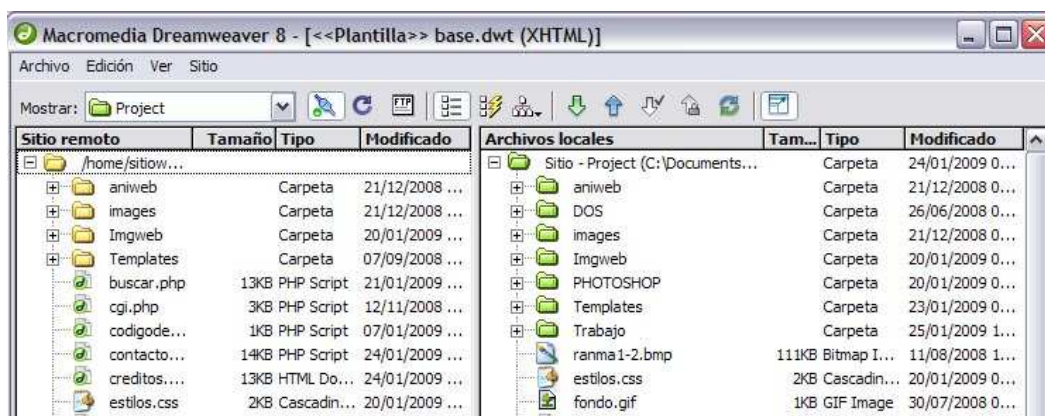 Macromedia Dreamweaver 8 - [<<Plantilla>> base.dwt (XHTML)]
Archivo Edición Ver Sitio
Mostrar: Project FTP
Sitio remoto Tamaño Tipo Modificado
/home/sitiow...
aniweb Carpeta 21/12/2008 ...
images Carpeta 21/12/2008 ...
Imgweb Carpeta 20/01/2009 ...
Templates Carpeta 07/09/2008 ...
buscar.php 13KB PHP Script 21/01/2009 ...
cgi.php 3KB PHP Script 12/11/2008 ...
codigode... 1KB PHP Script 07/01/2009 ...
contacto... 14KB PHP Script 24/01/2009 ...
creditos.... 13KB HTML Do... 24/01/2009 ...
estilos.css 2KB Cascadin... 20/01/2009 ...
Archivos locales Tam... Tipo Modificado
Sitio - Project (C:\Documents... Carpeta 24/01/2009 0...
aniweb Carpeta 21/12/2008 0...
DOS Carpeta 26/06/2008 0...
images Carpeta 21/12/2008 0...
Imgweb Carpeta 20/01/2009 0...
PHOTOSHOP Carpeta 20/01/2009 0...
Templates Carpeta 23/01/2009 0...
Trabajo Carpeta 25/01/2009 1...
ranma1-2.bmp 111KB Bitmap I... 11/08/2008 1...
estilos.css 2KB Cascadin... 20/01/2009 0...
fondo.gif 1KB GIF Image 30/07/2008 0...